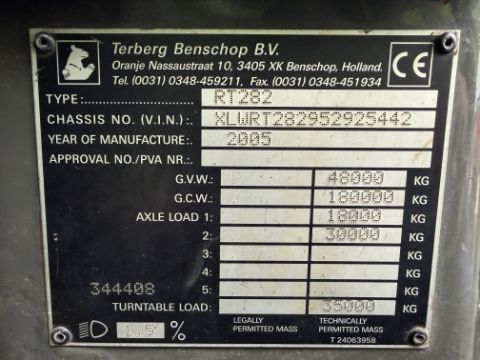 Terberg Benschop B.V.
Oranje Nassaustraat 10, 3405 XK Benschop, Holland.
Tel. (0031) 0348-459211, Fax. (0031) 0348-451934
CE
TYPE: RT282
CHASSIS NO. (V.I.N.): XLWRT282952925442
YEAR OF MANUFACTURE: 2005
APPROVAL NO./PVA NR.:
G.V.W.: 48000 KG
G.C.W.: 180000 KG
AXLE LOAD 1: 18000 KG
2: 30000 KG
3: KG
4: KG
344408 5: KG
TURNTABLE LOAD: 35000 KG
1.5 % LEGALLY PERMITTED MASS TECHNICALLY PERMITTED MASS
T 24063958